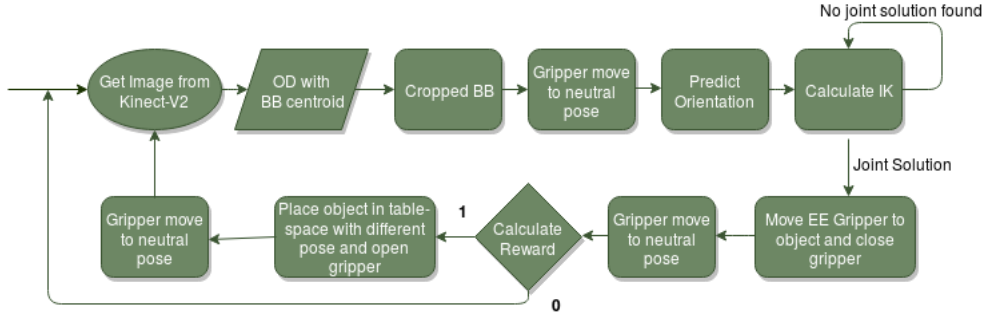 No joint solution found
Get Image from
Kinect-V2
OD with
BB centroid
Cropped BB
Gripper move
to neutral
pose
Predict
Orientation
Calculate IK
Joint Solution
Move EE Gripper to
object and close
gripper
Gripper move
to neutral
pose
Calculate
Reward
1
0
Place object in table-
space with different
pose and open
gripper
Gripper move
to neutral
pose